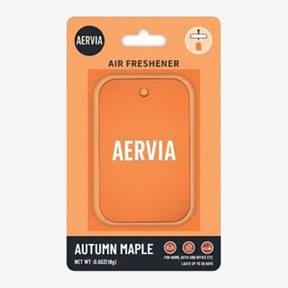 AERVIA
AIR FRESHENER
AERVIA
AUTUMN MAPLE
NET WT :0.6OZ(18g)
FOR HOME, AUTO AND OFFICE ETC
LASTS UP TO 30 DAYS